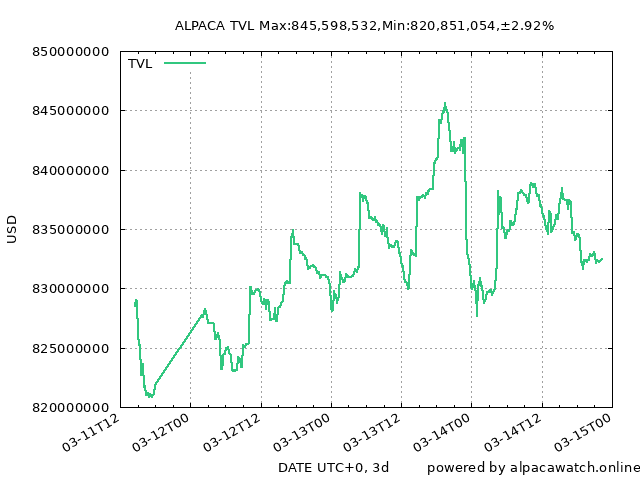 ALPACA TVL Max:845,598,532,Min:820,851,054,±2.92%
850000000
TVL
845000000
840000000
835000000
USD
830000000
825000000
820000000
03-11T12
03-12T00
03-12T12
03-13T00
03-13T12
03-14T00
03-14T12
03-15T00
DATE UTC+0, 3d
powered by alpacawatch.online